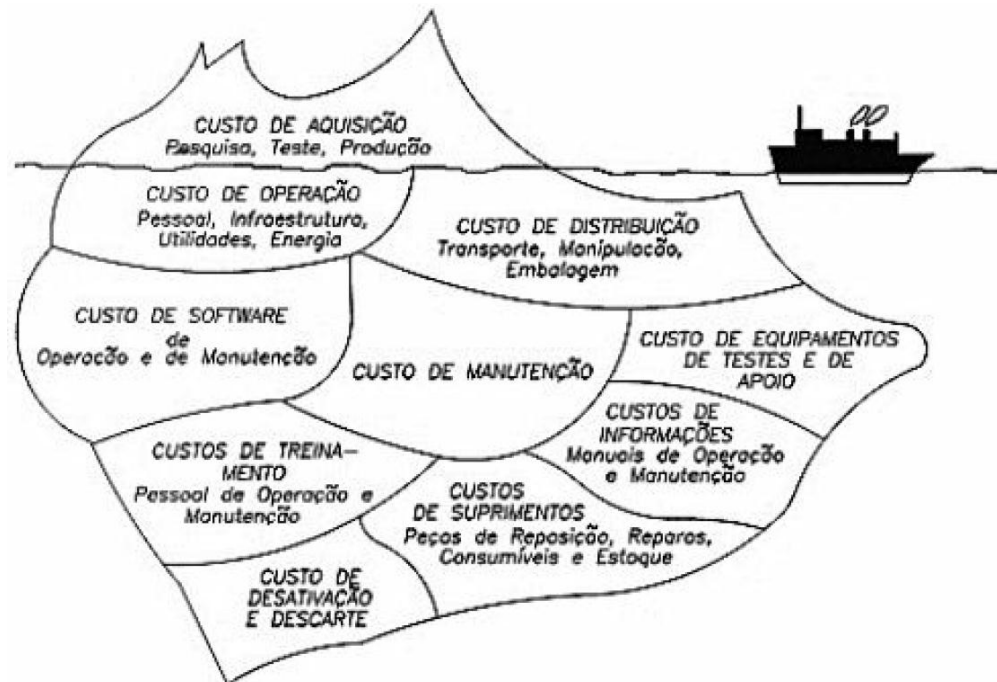 CUSTO DE AQUISIÇÃO
Pesquisa, Teste, Produção
CUSTO DE OPERAÇÃO
Pessoal, Infraestrutura,
Utilidades, Energia
CUSTO DE DISTRIBUIÇÃO
Transporte, Manipulacão,
Embalagem
CUSTO DE SOFTWARE
de
Operacão e de Manutenção
CUSTO DE MANUTENÇÃO
CUSTO DE EQUIPAMENTOS
DE TESTES E DE
APOIO
CUSTOS DE
INFORMAÇÕES
Manuais de Operação
e Manutenção
CUSTOS DE TREINA-
MENTO
Pessoal de Operação e
Manutenção
CUSTOS
DE SUPRIMENTOS
Peças de Reposição, Reparos,
Consumíveis e Estoque
CUSTO DE
DESATIVAÇÃO
E DESCARTE